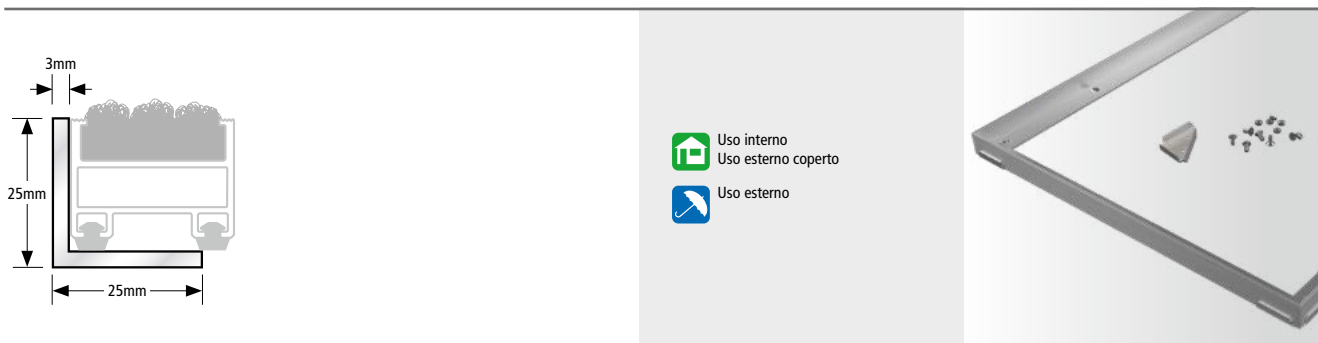 3mm
25mm
25mm
Uso interno
Uso esterno coperto
Uso esterno